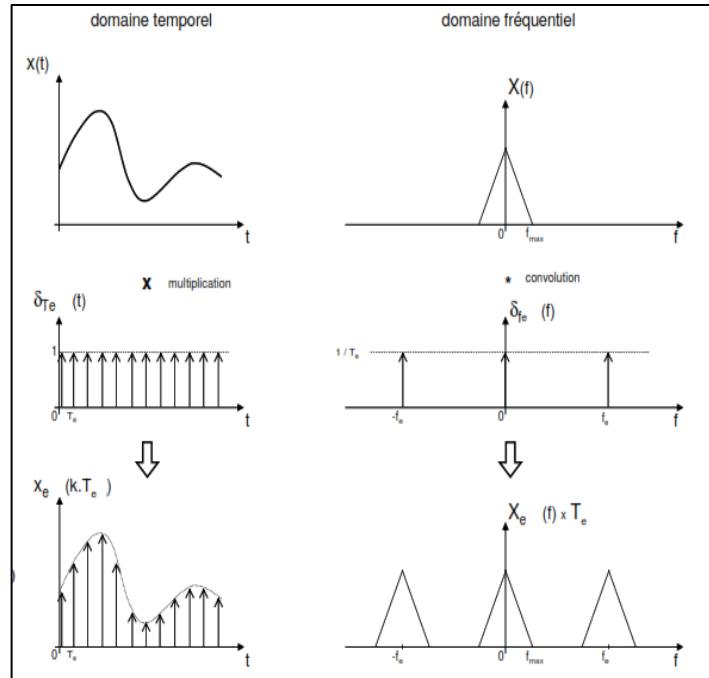 domaine temporel
domaine fréquentiel
x(t)
t
X(f)
0
fmax
f
x multiplication
* convolution
δTe (t)
1
0 Te
t
δfe (f)
1 / Te
-fe
0
fe
f
xe (k.Te )
0 Te
t
Xe (f) x Te
-fe
0
fmax
fe
f
)